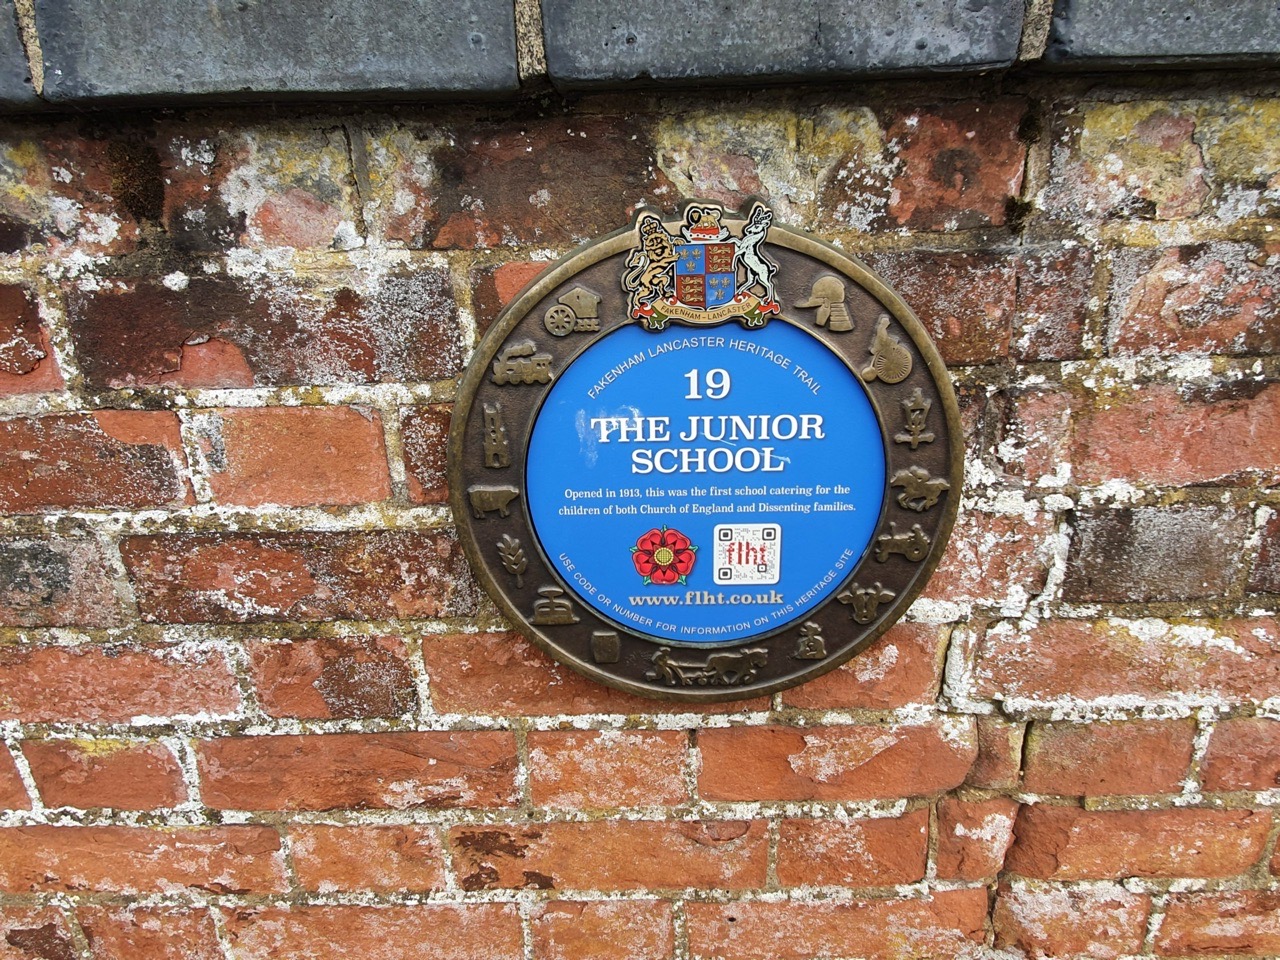 FAKENHAM–LANCASTER
FAKENHAM LANCASTER HERITAGE TRAIL
19
THE JUNIOR
SCHOOL
Opened in 1913, this was the first school catering for the
children of both Church of England and Dissenting families.
flht
www.flht.co.uk
USE CODE OR NUMBER FOR INFORMATION ON THIS HERITAGE SITE